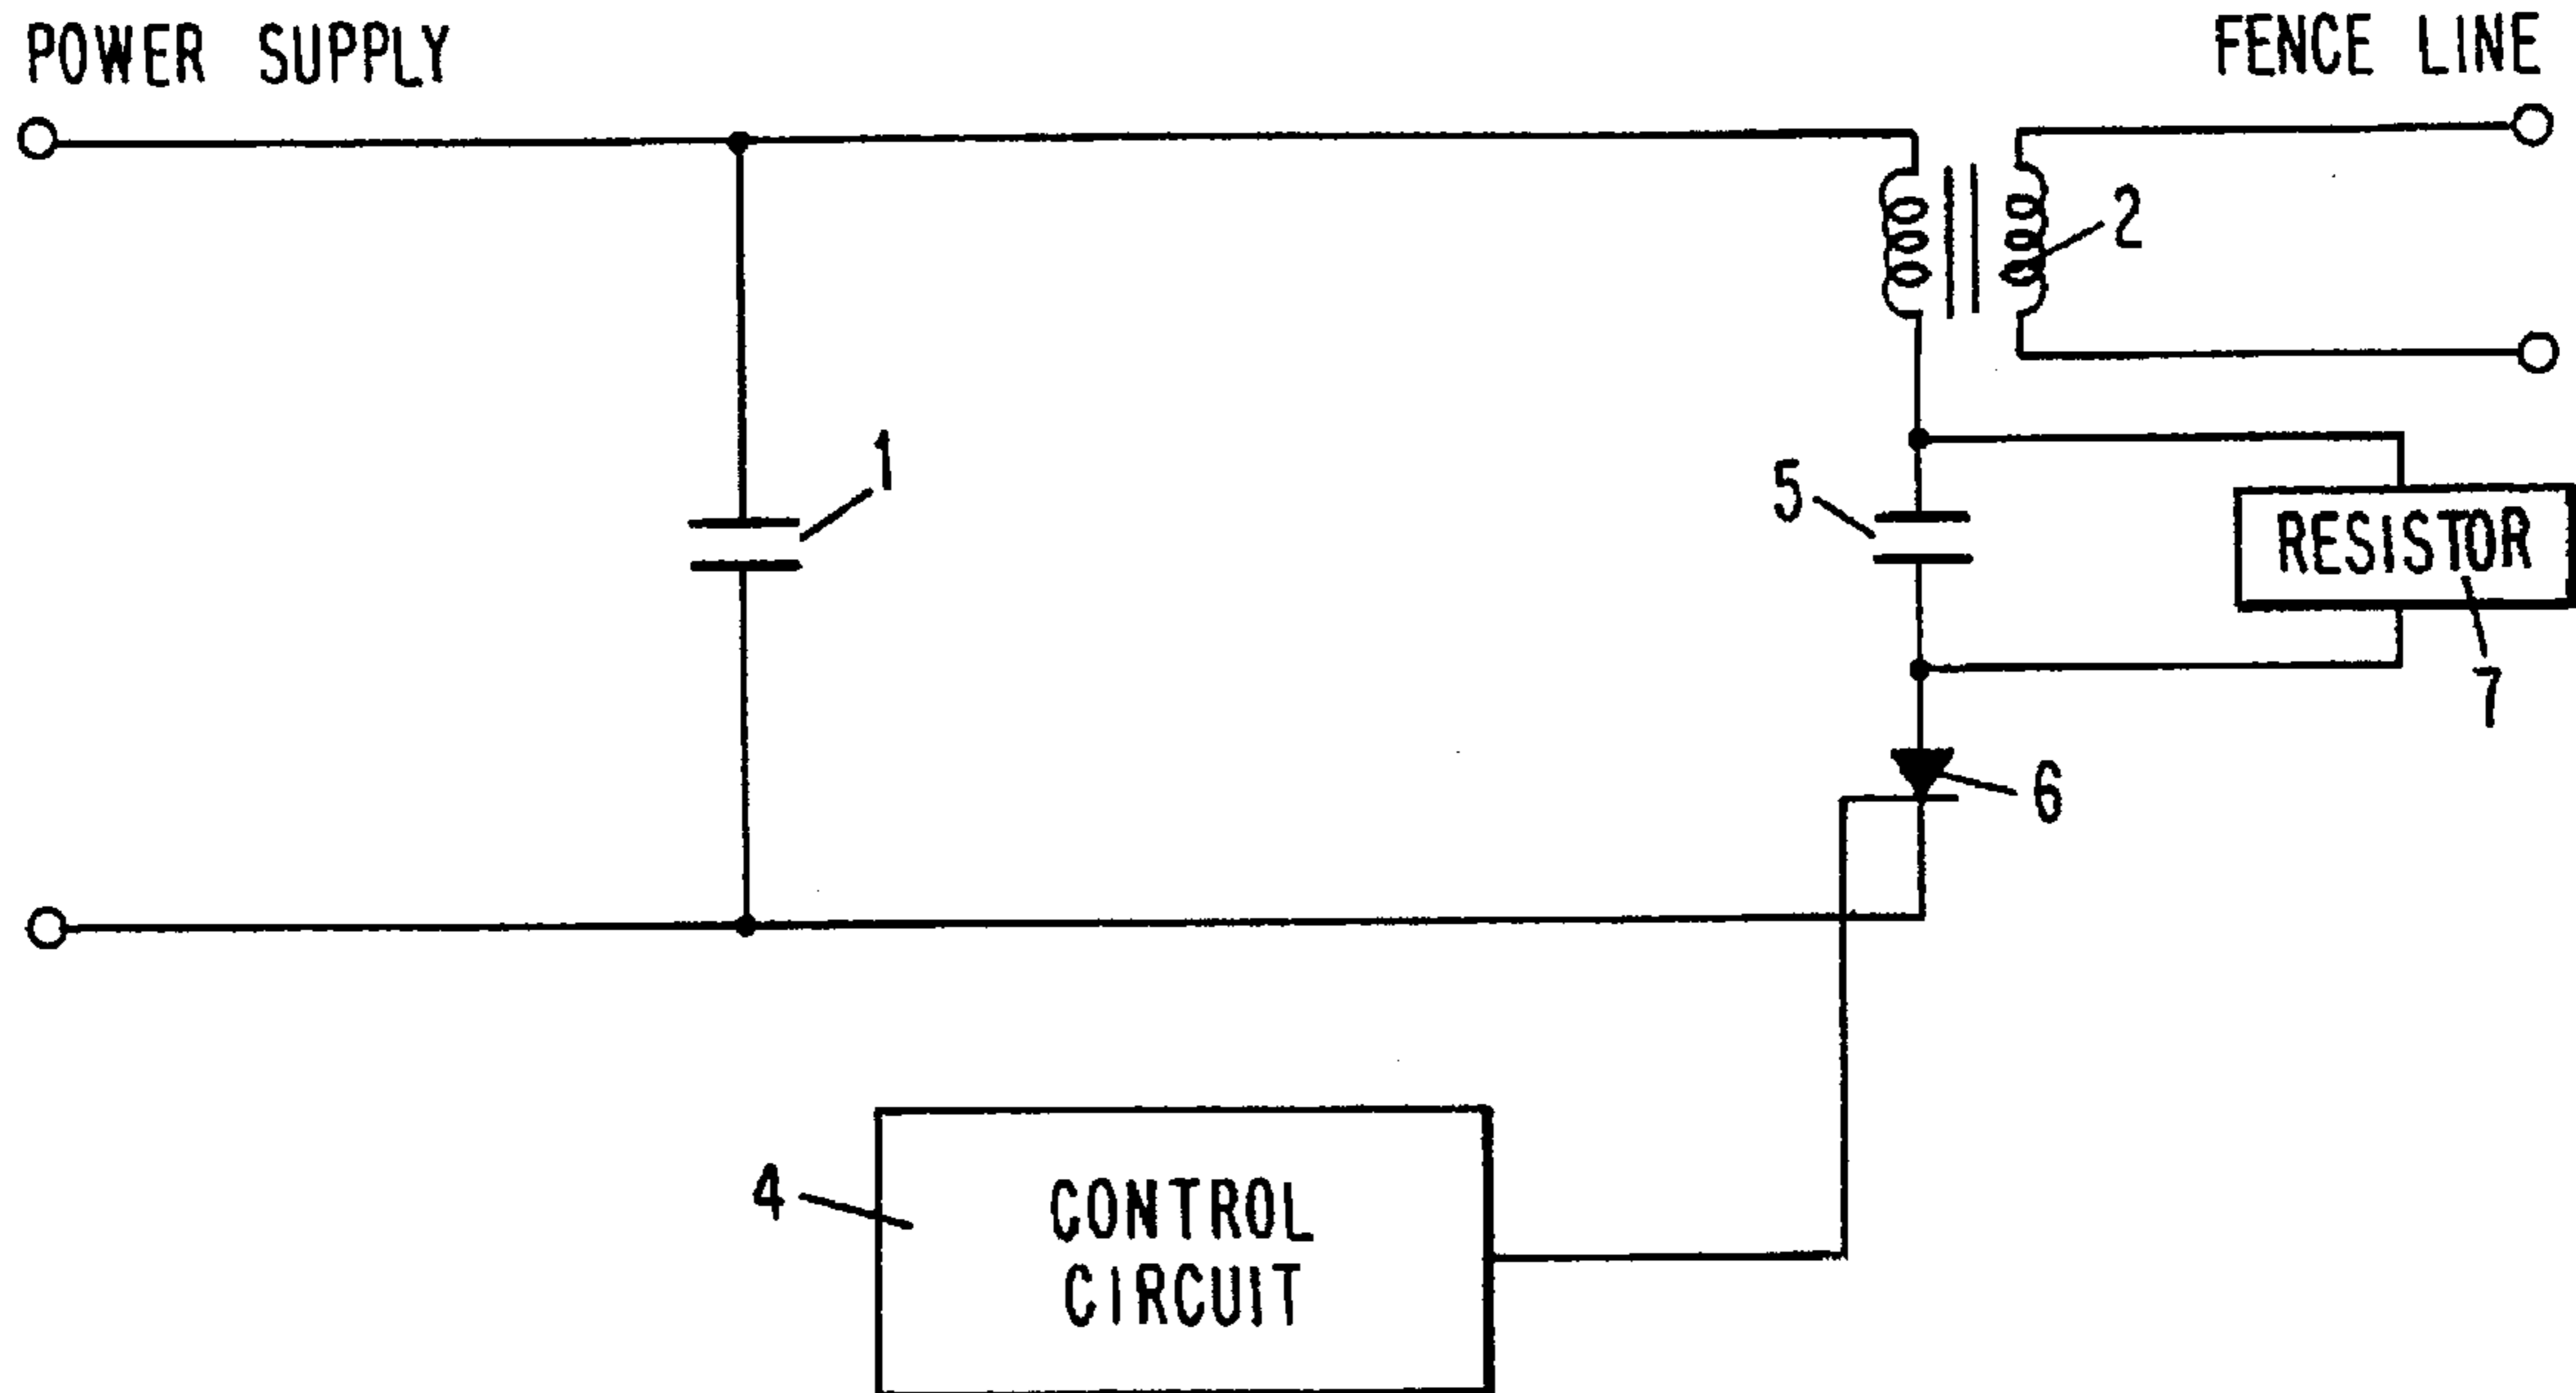 POWER SUPPLY
FENCE LINE
2
1
5
RESISTOR
7
6
4
CONTROL
CIRCUIT